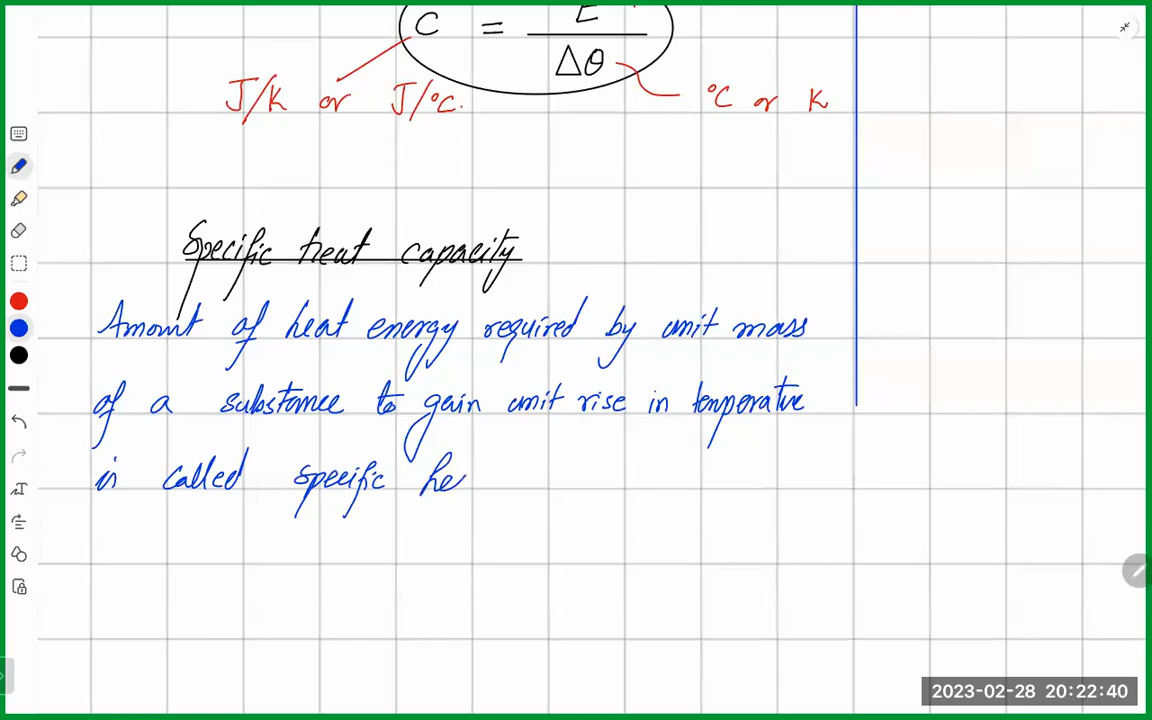 C = E / Δθ
J/K or J/°C. °C or K
Specific heat capacity
Amount of heat energy required by unit mass
of a substance to gain unit rise in temperature
is called specific he
2023-02-28 20:22:40